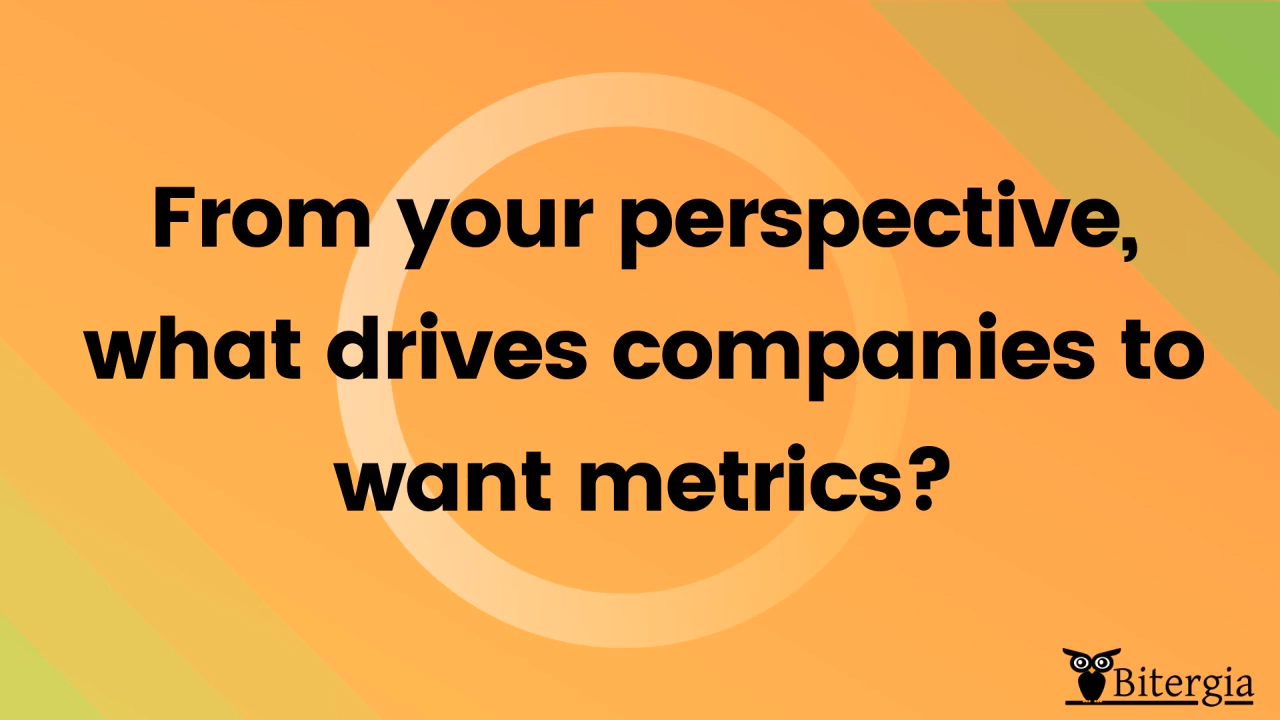 From your perspective,
what drives companies to
want metrics?
Bitergia